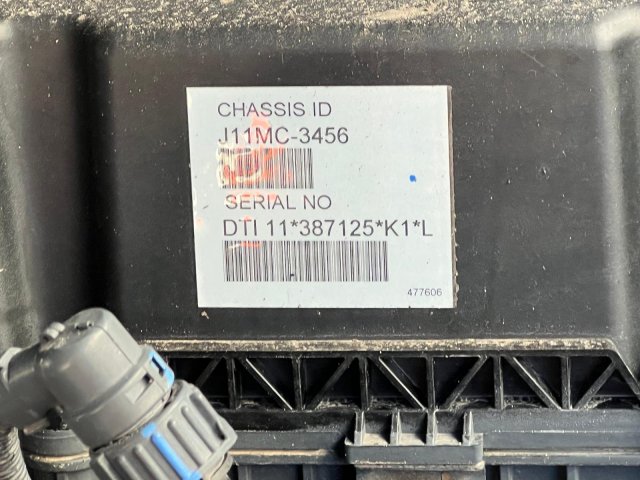 CHASSIS ID
J11MC-3456
SERIAL NO
DTI 11*387125*K1*L
477606